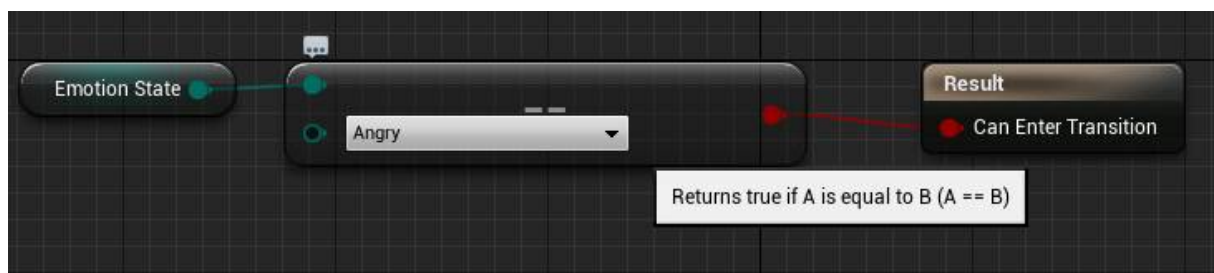 Emotion State
==
Angry
Result
Can Enter Transition
Returns true if A is equal to B (A == B)